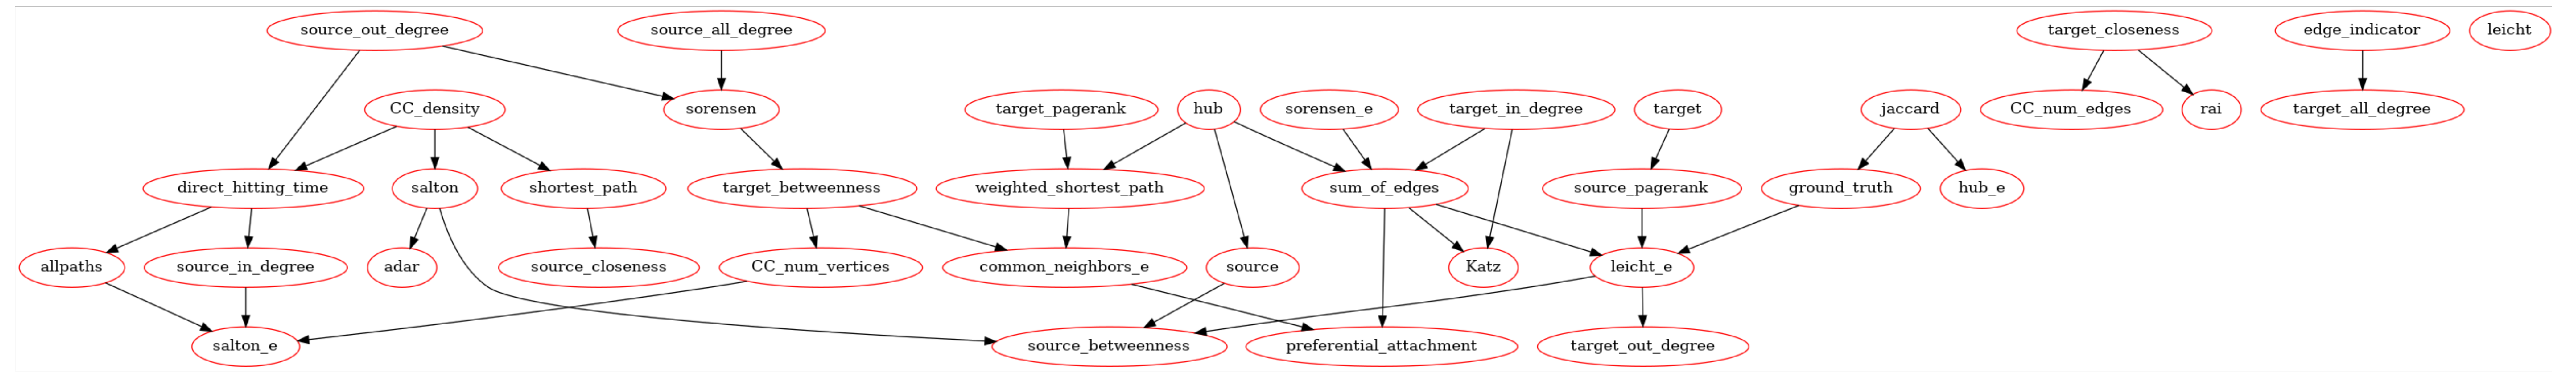 source_out_degree
source_all_degree
target_closeness
edge_indicator
leicht
CC_density
sorensen
target_pagerank
hub
sorensen_e
target_in_degree
target
jaccard
CC_num_edges
rai
target_all_degree
direct_hitting_time
salton
shortest_path
target_betweenness
weighted_shortest_path
sum_of_edges
source_pagerank
ground_truth
hub_e
allpaths
source_in_degree
adar
source_closeness
CC_num_vertices
common_neighbors_e
source
Katz
leicht_e
salton_e
source_betweenness
preferential_attachment
target_out_degree